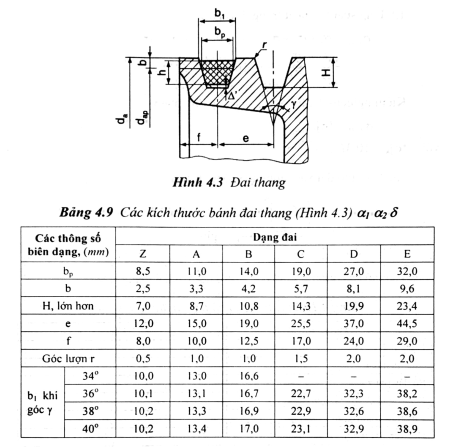 b₁
bₚ
r
b
h
H
Δ'
γ
dₐ
dₐₚ
f
e
Hình 4.3 Đai thang
Bảng 4.9 Các kích thước bánh đai thang (Hình 4.3) α₁ α₂ δ
Các thông số biên dạng, (mm) Dạng đai
Z A B C D E
bₚ 8,5 11,0 14,0 19,0 27,0 32,0
b 2,5 3,3 4,2 5,7 8,1 9,6
H, lớn hơn 7,0 8,7 10,8 14,3 19,9 23,4
e 12,0 15,0 19,0 25,5 37,0 44,5
f 8,0 10,0 12,5 17,0 24,0 29,0
Góc lượn r 0,5 1,0 1,0 1,5 2,0 2,0
b₁ khi góc γ
34° 10,0 13,0 16,6 – – –
36° 10,1 13,1 16,7 22,7 32,3 38,2
38° 10,2 13,3 16,9 22,9 32,6 38,6
40° 10,2 13,4 17,0 23,1 32,9 38,9